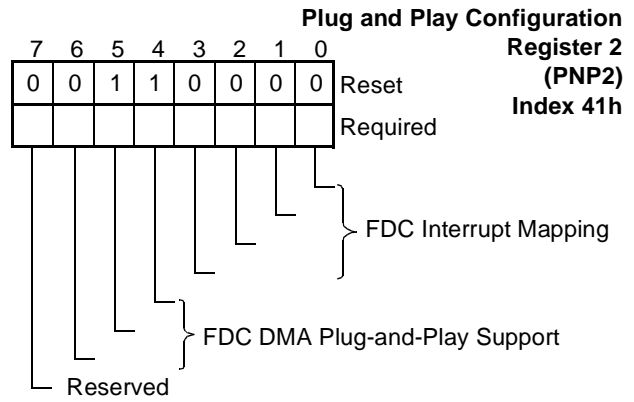 Plug and Play Configuration
Register 2
(PNP2)
Index 41h
7 6 5 4 3 2 1 0
0 0 1 1 0 0 0 0 Reset
Required
FDC Interrupt Mapping
FDC DMA Plug-and-Play Support
Reserved